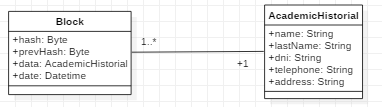 Block
+hash: Byte
+prevHash: Byte
+data: AcademicHistorial
+date: Datetime
1..*
+1
AcademicHistorial
+name: String
+lastName: String
+dni: String
+telephone: String
+address: String